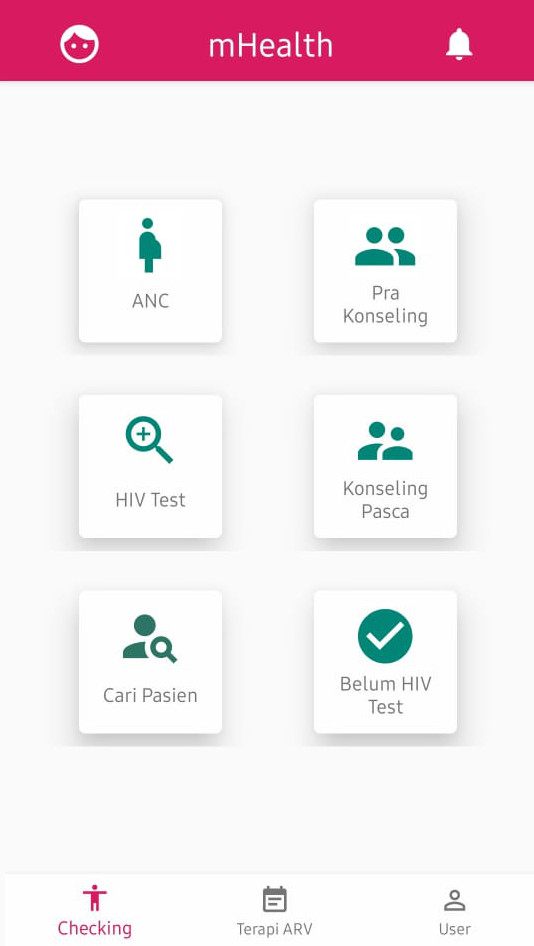 mHealth
ANC
Pra
Konseling
HIV Test
Konseling
Pasca
Cari Pasien
Belum HIV
Test
Checking
Terapi ARV
User